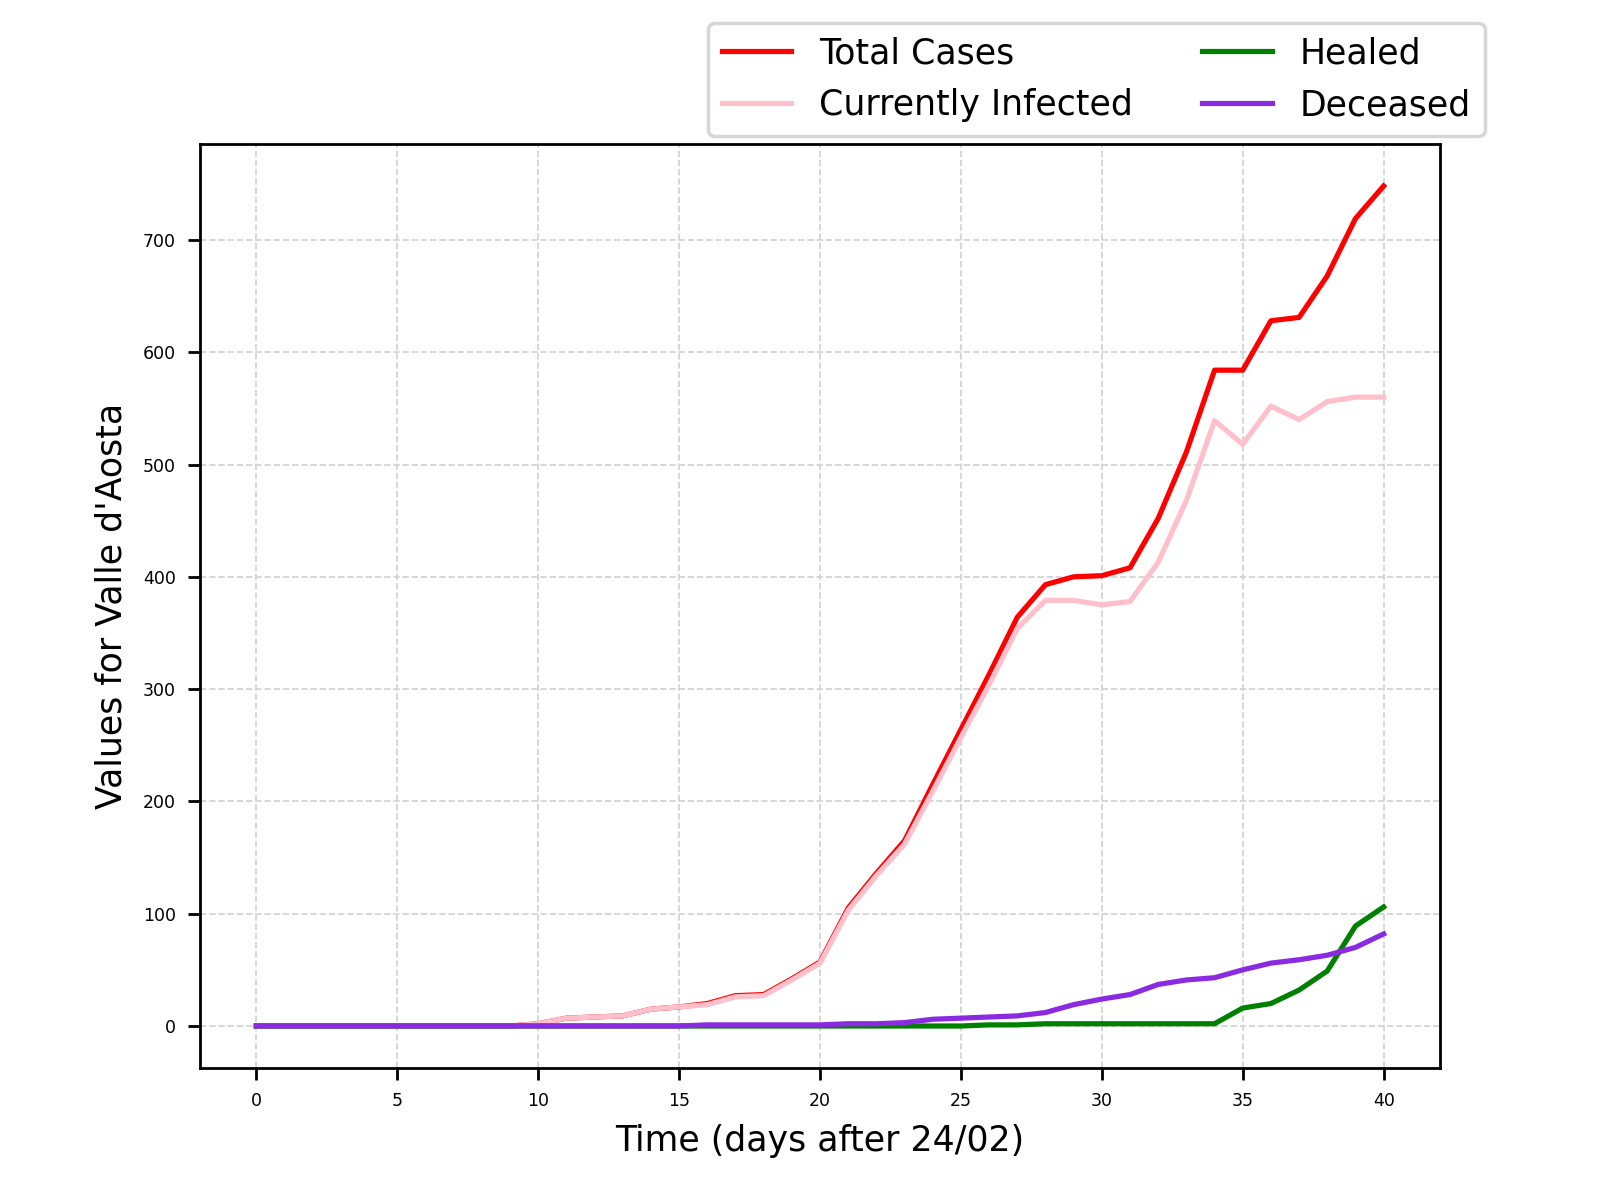 Total Cases
Currently Infected
Healed
Deceased
Values for Valle d'Aosta
700
600
500
400
300
200
100
0
0 5 10 15 20 25 30 35 40
Time (days after 24/02)